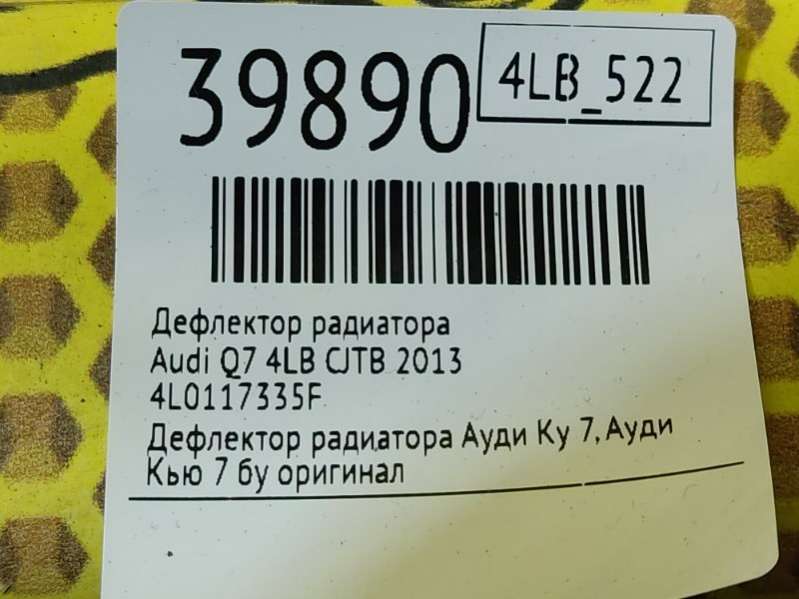 39890
4LB_522
Дефлектор радиатора
Audi Q7 4LB CJTB 2013
4L0117335F
Дефлектор радиатора Ауди Ку 7, Ауди
Кью 7 бу оригинал